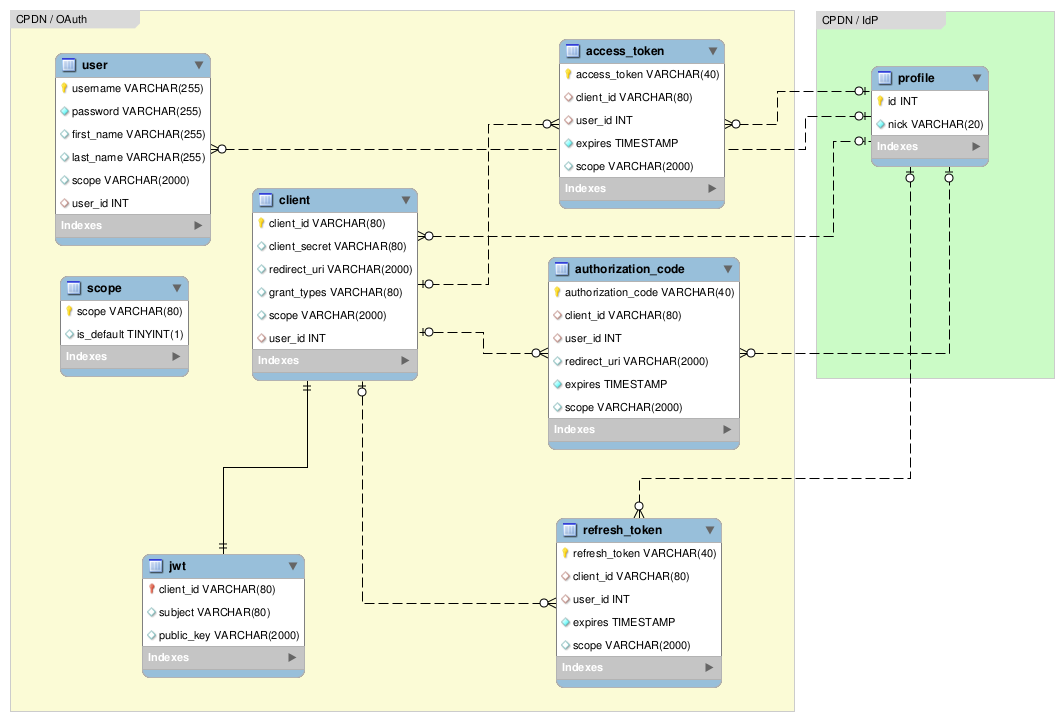 CPDN / OAuth
user
username VARCHAR(255)
password VARCHAR(255)
first_name VARCHAR(255)
last_name VARCHAR(255)
scope VARCHAR(2000)
user_id INT
Indexes
scope
scope VARCHAR(80)
is_default TINYINT(1)
Indexes
client
client_id VARCHAR(80)
client_secret VARCHAR(80)
redirect_uri VARCHAR(2000)
grant_types VARCHAR(80)
scope VARCHAR(2000)
user_id INT
Indexes
jwt
client_id VARCHAR(80)
subject VARCHAR(80)
public_key VARCHAR(2000)
Indexes
access_token
access_token VARCHAR(40)
client_id VARCHAR(80)
user_id INT
expires TIMESTAMP
scope VARCHAR(2000)
Indexes
authorization_code
authorization_code VARCHAR(40)
client_id VARCHAR(80)
user_id INT
redirect_uri VARCHAR(2000)
expires TIMESTAMP
scope VARCHAR(2000)
Indexes
refresh_token
refresh_token VARCHAR(40)
client_id VARCHAR(80)
user_id INT
expires TIMESTAMP
scope VARCHAR(2000)
Indexes
CPDN / IdP
profile
id INT
nick VARCHAR(20)
Indexes